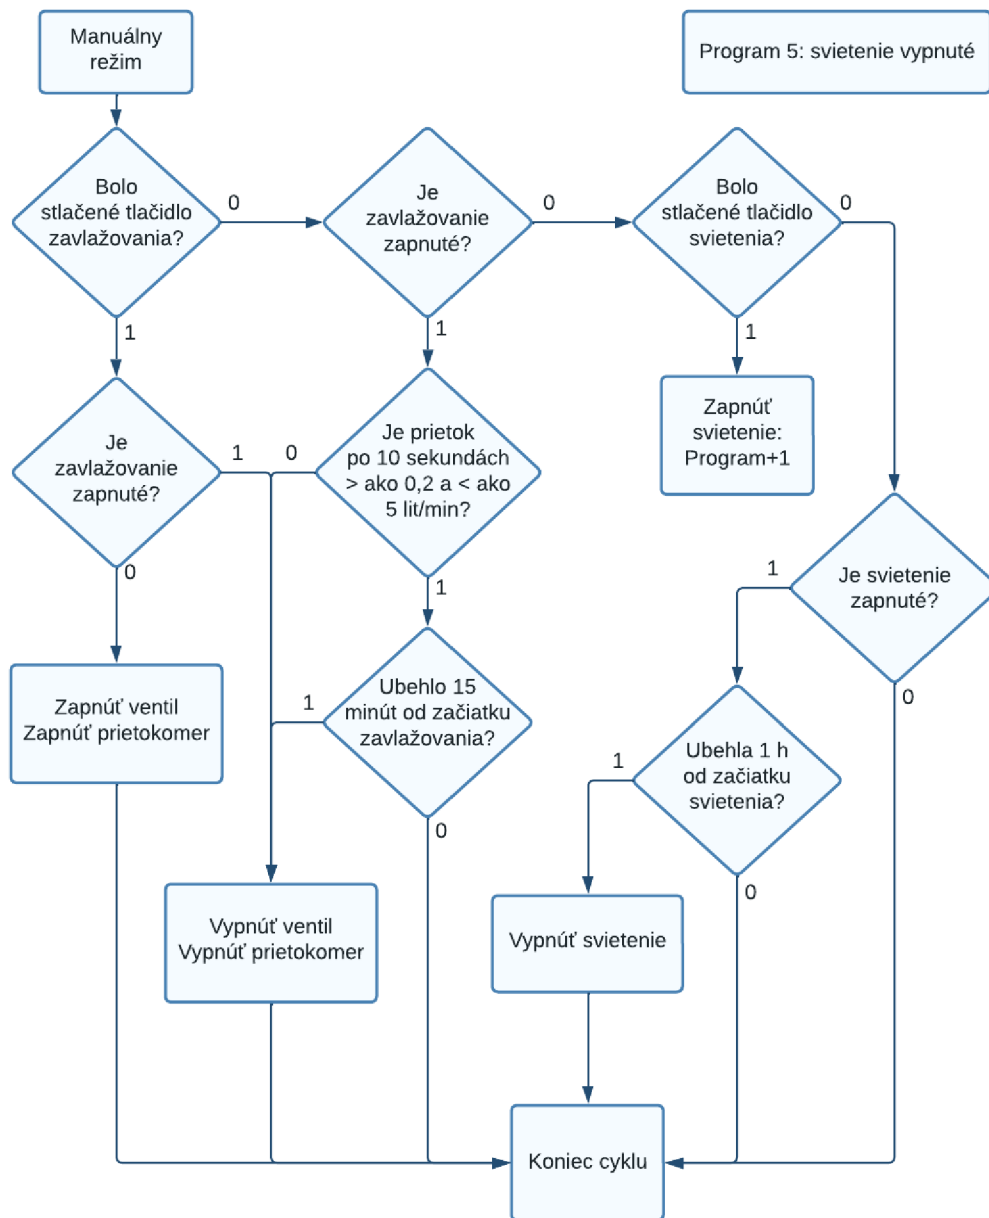 Manuálny
režim
Program 5: svietenie vypnuté
Bolo
stlačené tlačidlo
zavlažovania?
0
Je
zavlažovanie
zapnuté?
0
Bolo
stlačené tlačidlo
svietenia?
0
1
1
1
Je
zavlažovanie
zapnuté?
1
0
Je prietok
po 10 sekundách
> ako 0,2 a < ako
5 lit/min?
Zapnúť
svietenie:
Program+1
0
1
1
Je svietenie
zapnuté?
0
Zapnúť ventil
Zapnúť prietokomer
1
Ubehlo 15
minút od začiatku
zavlažovania?
0
1
Ubehla 1 h
od začiatku
svietenia?
0
Vypnúť ventil
Vypnúť prietokomer
Vypnúť svietenie
Koniec cyklu